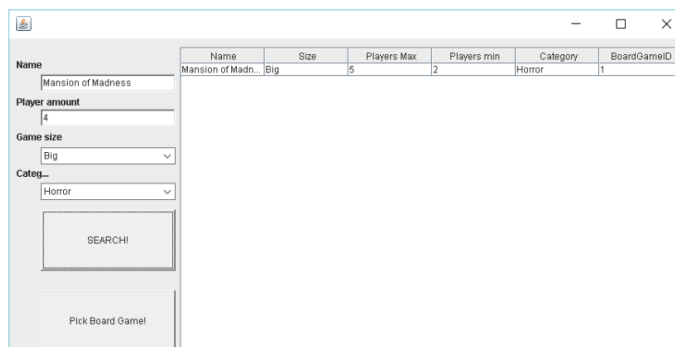 Name
Mansion of Madness
Player amount
4
Game size
Big
Categ...
Horror
SEARCH!
Pick Board Game!
Name Size Players Max Players min Category BoardGameID
Mansion of Madn... Big 5 2 Horror 1